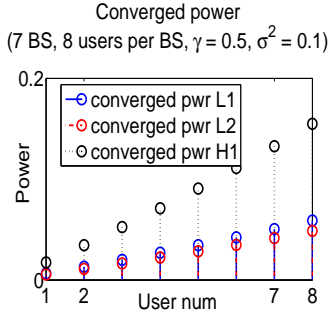 Converged power
(7 BS, 8 users per BS, γ = 0.5, σ² = 0.1)
0.2
converged pwr L1
converged pwr L2
converged pwr H1
Power
0
1 2 7 8
User num